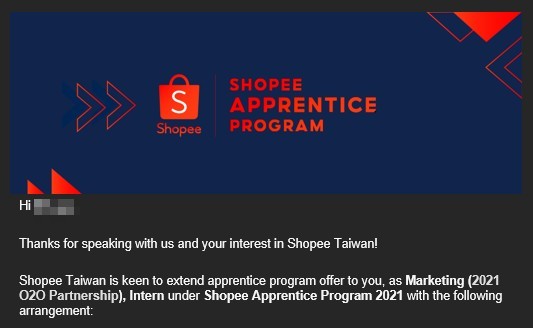 S
Shopee
SHOPEE
APPRENTICE
PROGRAM
Hi
Thanks for speaking with us and your interest in Shopee Taiwan!
Shopee Taiwan is keen to extend apprentice program offer to you, as Marketing (2021
O2O Partnership), Intern under Shopee Apprentice Program 2021 with the following
arrangement: